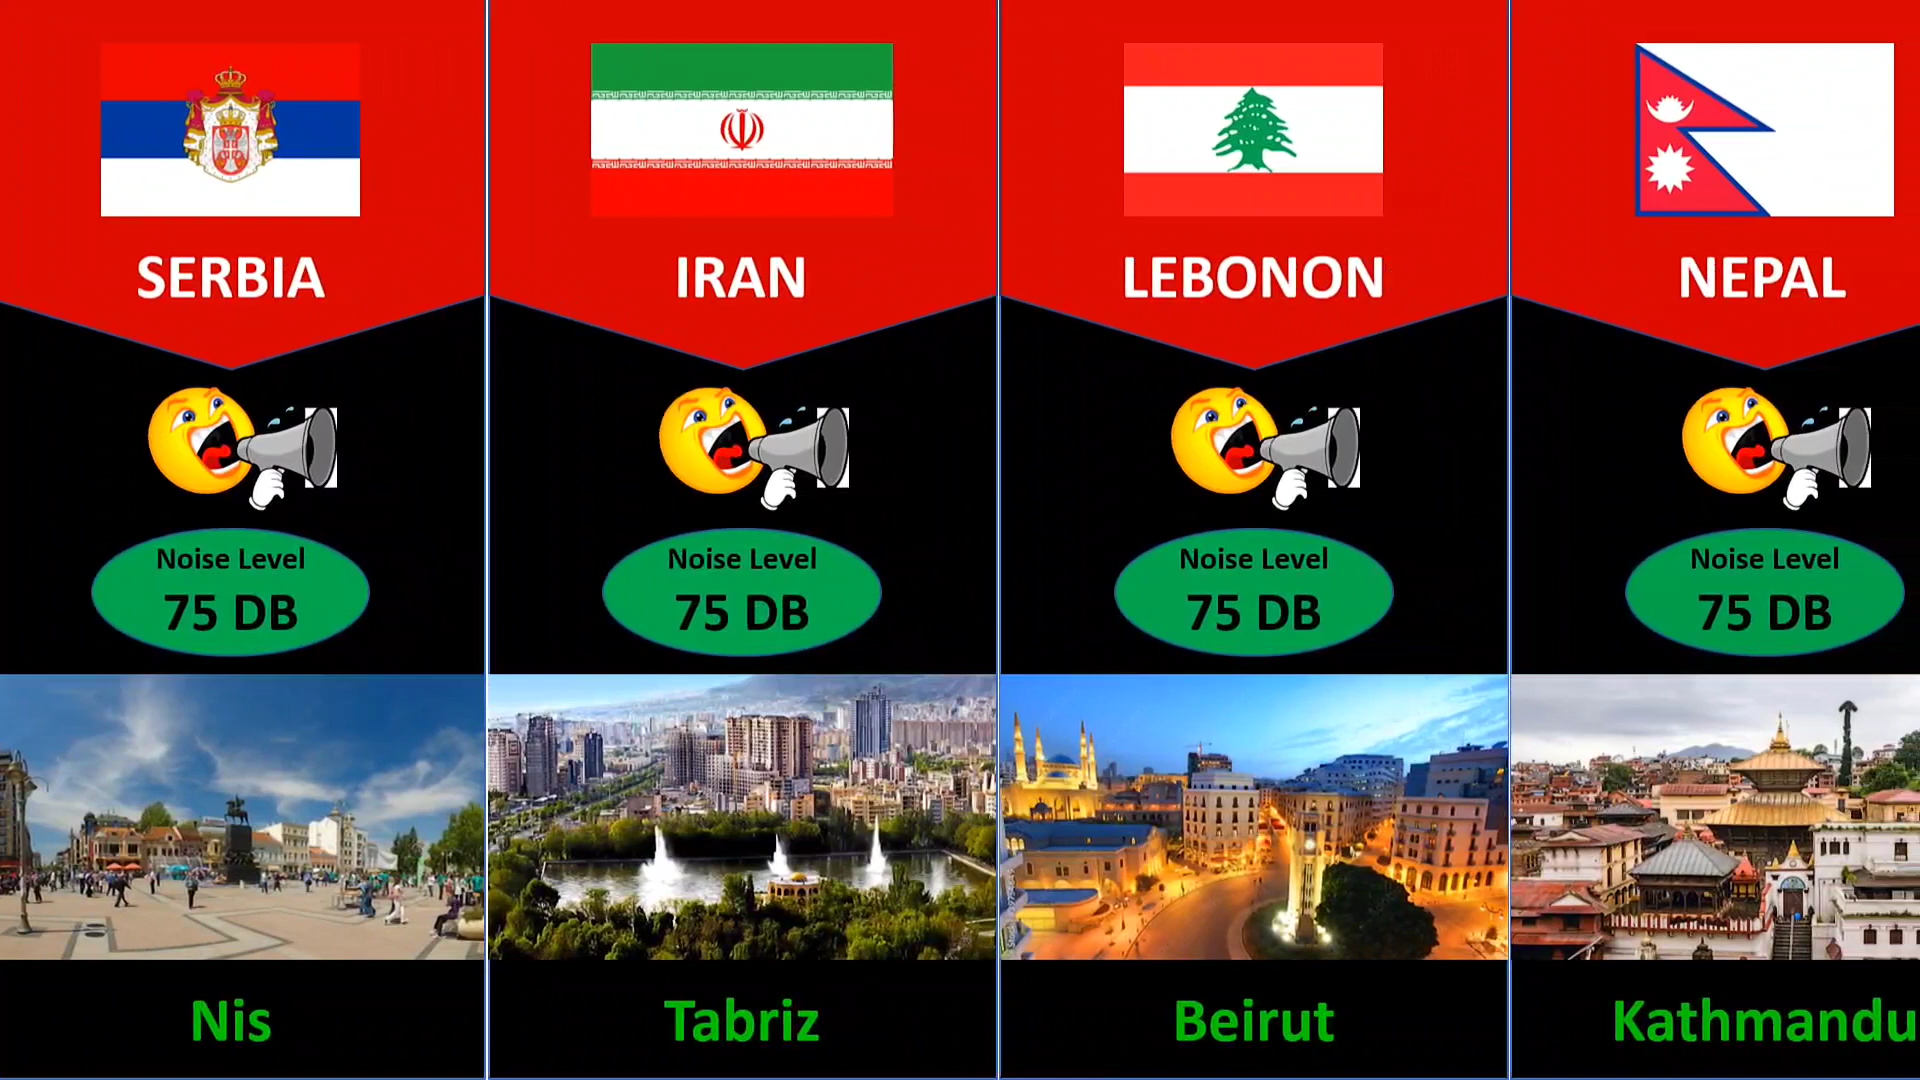 SERBIA
IRAN
LEBONON
NEPAL
Noise Level
75 DB
Noise Level
75 DB
Noise Level
75 DB
Noise Level
75 DB
Nis
Tabriz
Beirut
Kathmandu